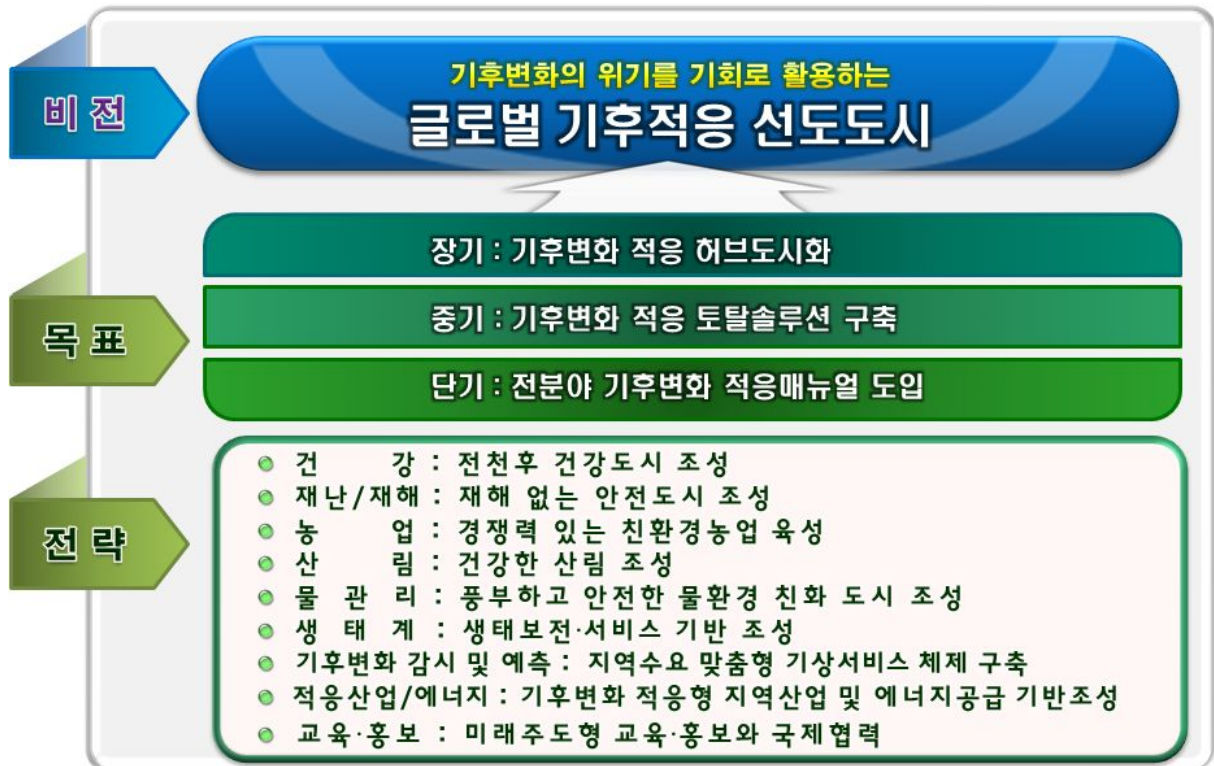 비전
기후변화의 위기를 기회로 활용하는
글로벌 기후적응 선도도시
목표
장기 : 기후변화 적응 허브도시화
중기 : 기후변화 적응 토탈솔루션 구축
단기 : 전분야 기후변화 적응매뉴얼 도입
전략
건 강 : 전천후 건강도시 조성
재난/재해 : 재해 없는 안전도시 조성
농 업 : 경쟁력 있는 친환경농업 육성
산 림 : 건강한 산림 조성
물 관 리 : 풍부하고 안전한 물환경 친화 도시 조성
생 태 계 : 생태보전·서비스 기반 조성
기후변화 감시 및 예측 : 지역수요 맞춤형 기상서비스 체제 구축
적응산업/에너지 : 기후변화 적응형 지역산업 및 에너지공급 기반조성
교육·홍보 : 미래주도형 교육·홍보와 국제협력